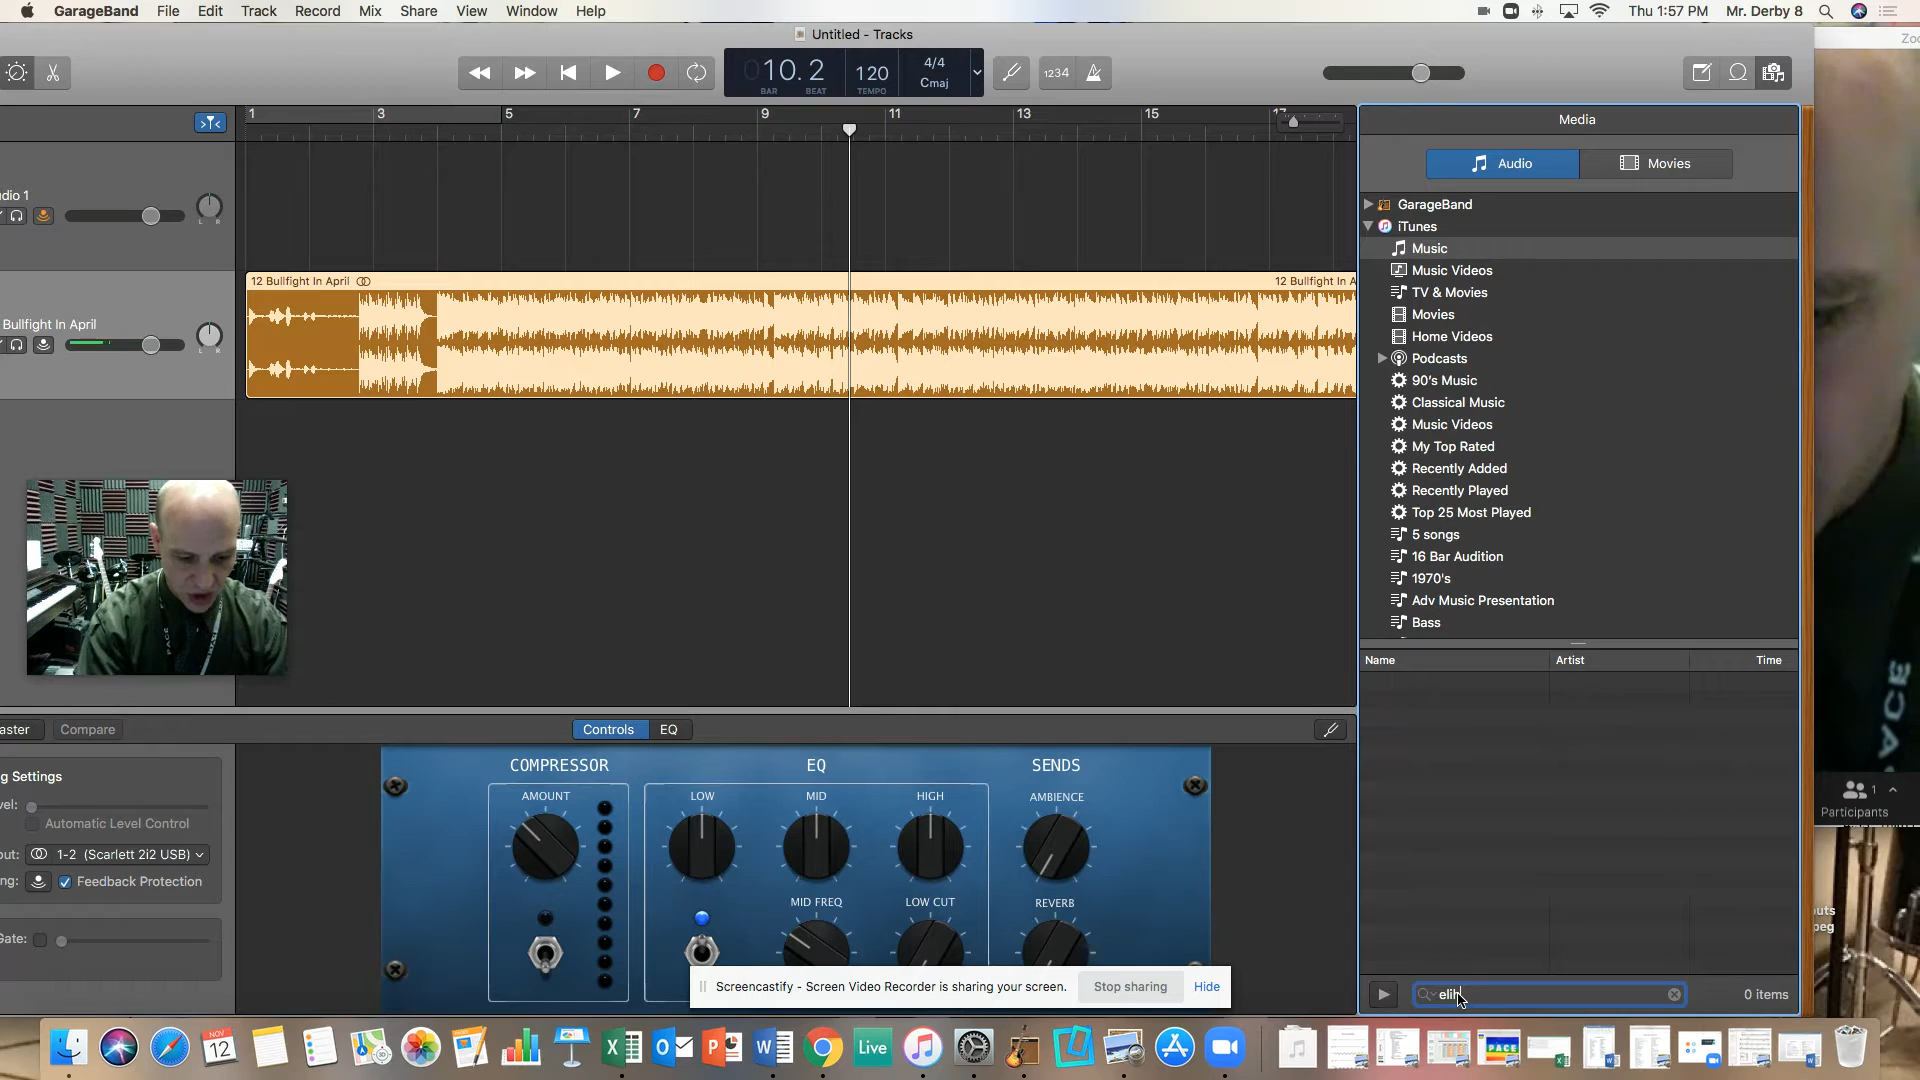 GarageBand File Edit Track Record Mix Share View Window Help
Thu 1:57 PM Mr. Derby 8
Untitled - Tracks
10.2 120 4/4 Cmaj
BAR BEAT TEMPO
1234
1 3 5 7 9 11 13 15 17
Media
Audio Movies
GarageBand
iTunes
Music
Music Videos
TV & Movies
Movies
Home Videos
Podcasts
90's Music
Classical Music
Music Videos
My Top Rated
Recently Added
Recently Played
Top 25 Most Played
5 songs
16 Bar Audition
1970's
Adv Music Presentation
Bass
Name Artist Time
0 items
dio 1
L R
12 Bullfight In April
12 Bullfight In A
Bullfight In April
L R
aster Compare
Controls EQ
g Settings
vel:
Automatic Level Control
out: 1-2 (Scarlett 2i2 USB)
ng: Feedback Protection
Gate:
COMPRESSOR EQ SENDS
AMOUNT LOW MID HIGH AMBIENCE
MID FREQ LOW CUT REVERB
Screencastify - Screen Video Recorder is sharing your screen. Stop sharing Hide
Zoo
1
Participants
PACE
NOV
12
Live
PACE